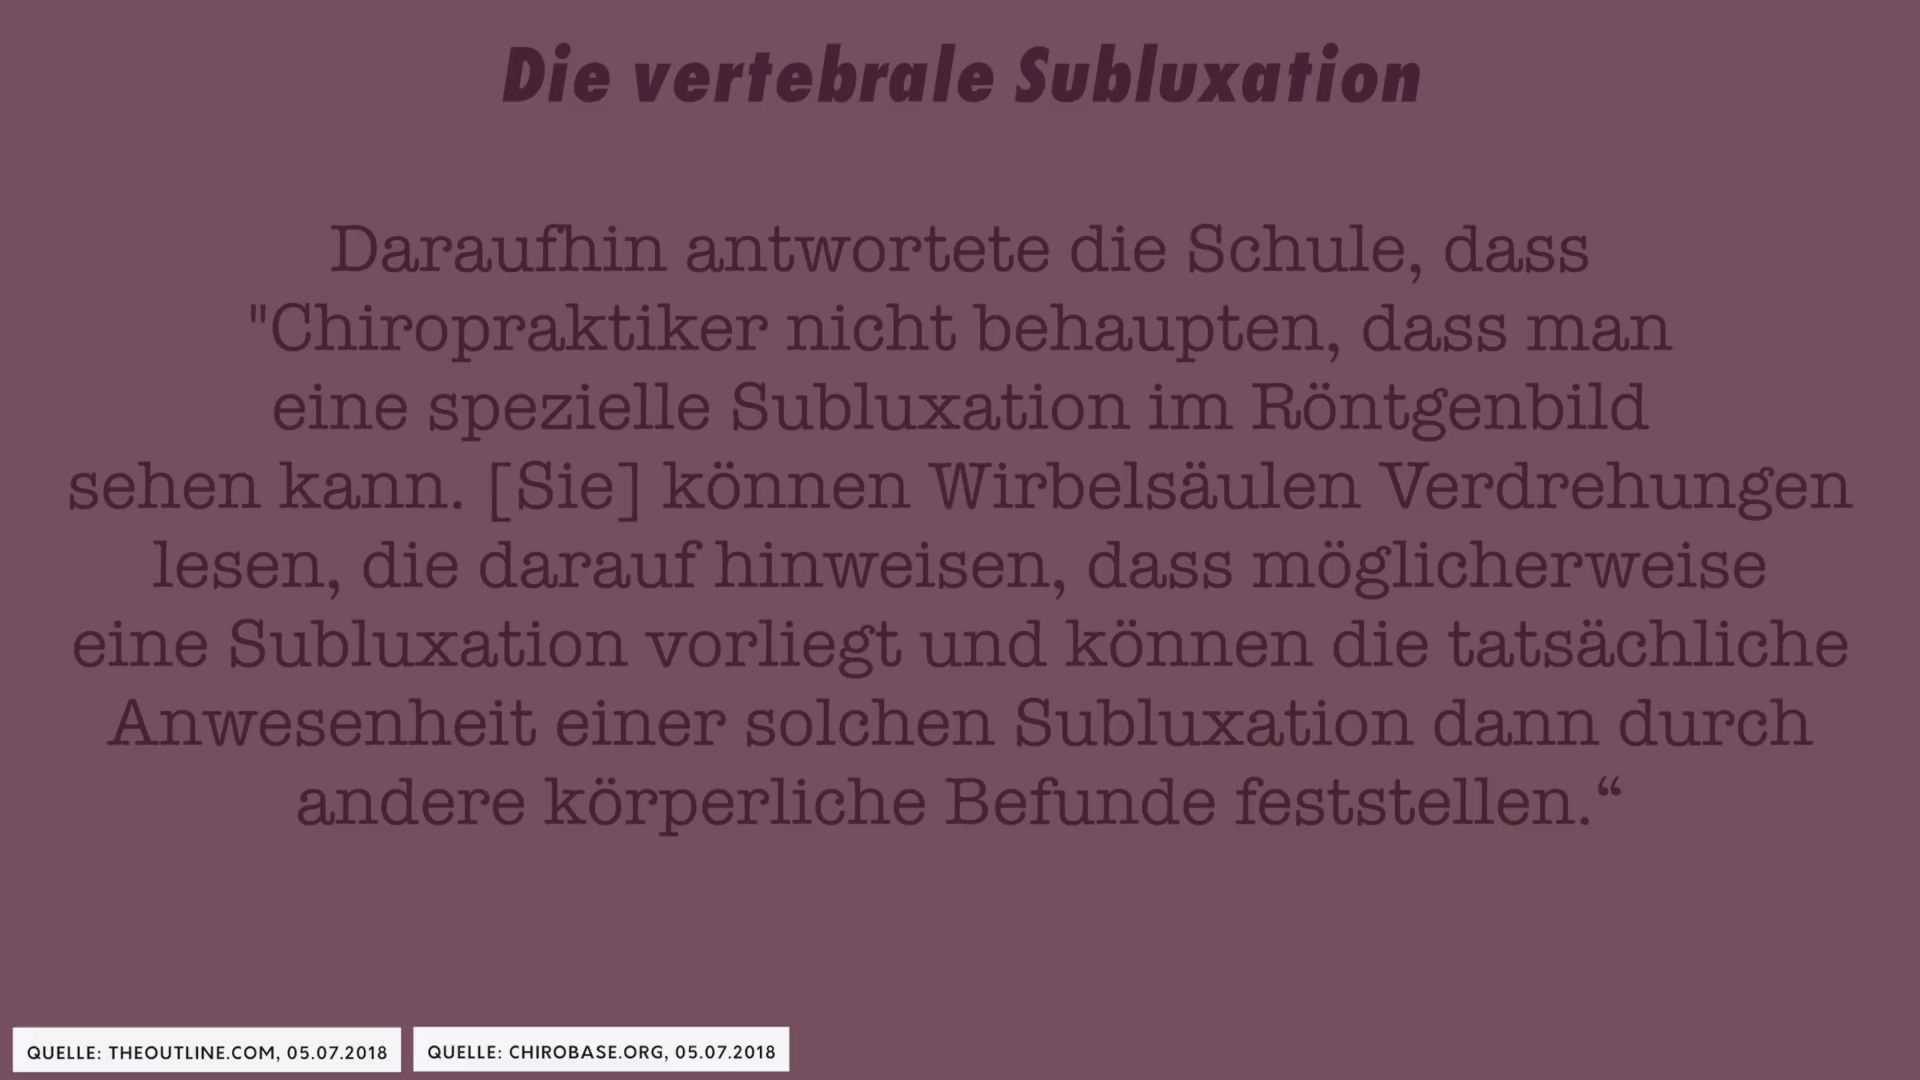 Die vertebrale Subluxation
Daraufhin antwortete die Schule, dass
"Chiropraktiker nicht behaupten, dass man
eine spezielle Subluxation im Röntgenbild
sehen kann. [Sie] können Wirbelsäulen Verdrehungen
lesen, die darauf hinweisen, dass möglicherweise
eine Subluxation vorliegt und können die tatsächliche
Anwesenheit einer solchen Subluxation dann durch
andere körperliche Befunde feststellen.“
QUELLE: THEOUTLINE.COM, 05.07.2018
QUELLE: CHIROBASE.ORG, 05.07.2018